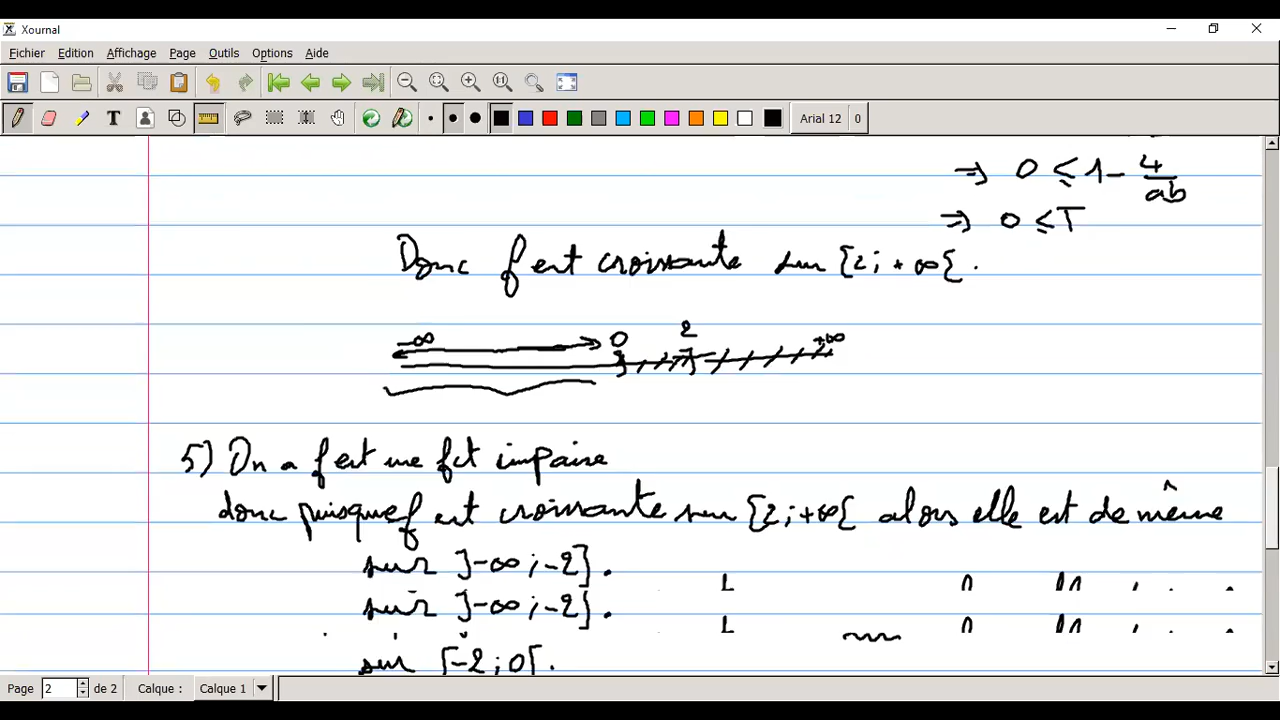 Xournal
Fichier Edition Affichage Page Outils Options Aide
Arial 12 0
⇒ 0 ≤ 1 - 4/ab
⇒ 0 ≤ T
Donc f est croissante sur [2; +∞[.
-∞ 0 2 +∞
5) On a f est une fct impaire
donc puisque f est croissante sur [2; +∞[ alors elle est de même
sur ]-∞; -2].
sur ]-∞; -2].
sur [-2; 0[.
Page 2 de 2 Calque : Calque 1